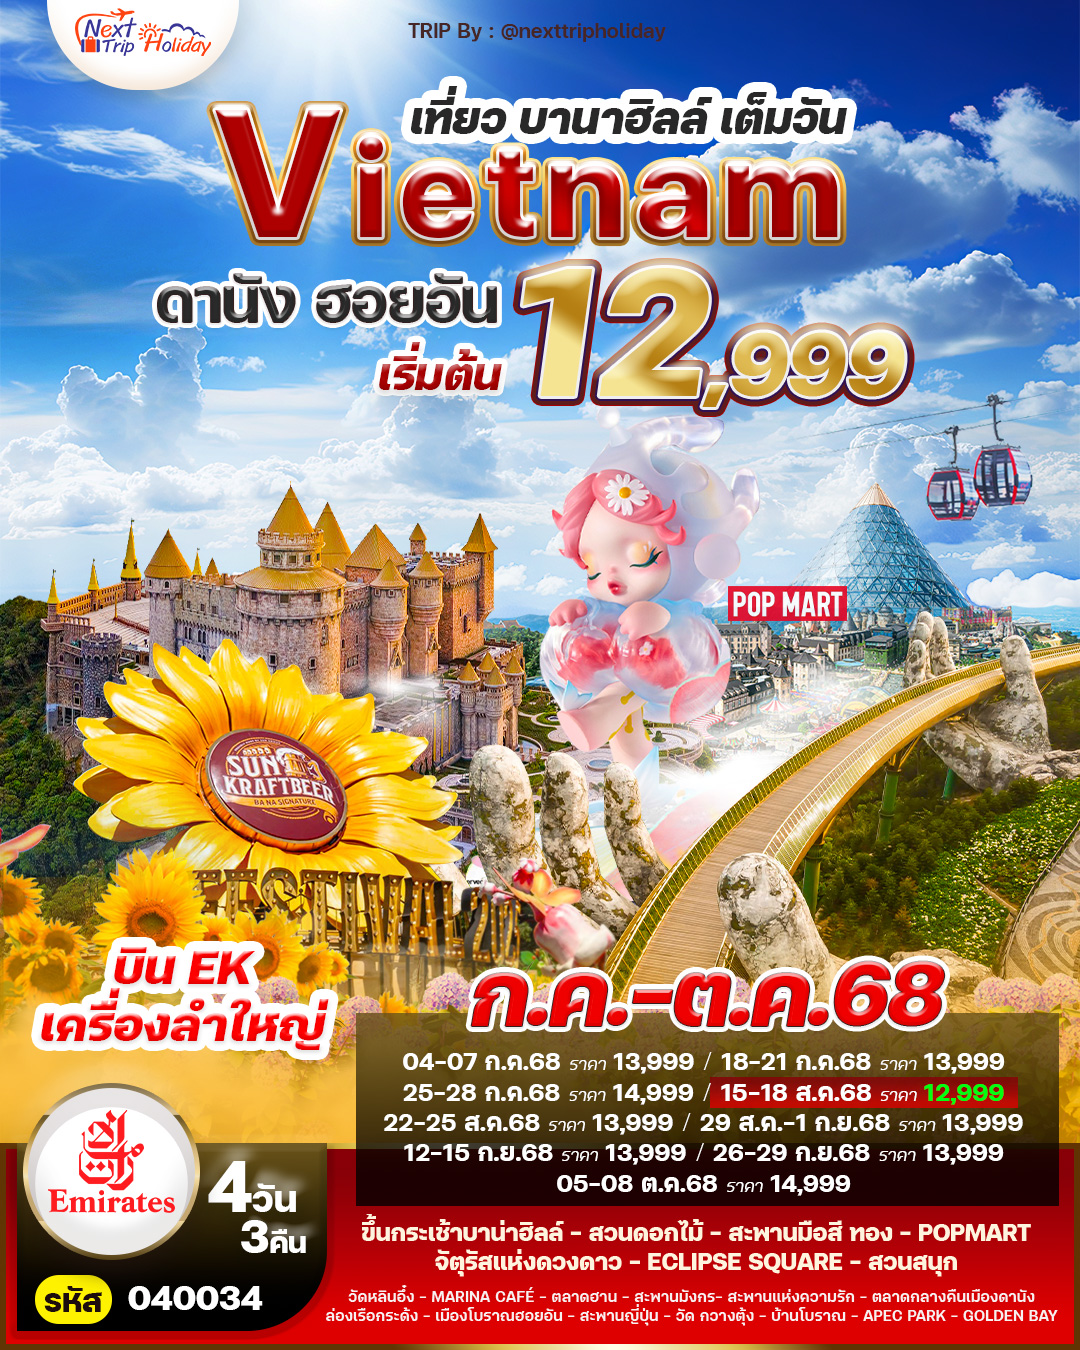 Next Trip Holiday
TRIP By : @nexttripholiday
เที่ยว บานาฮิลล์ เต็มวัน
Vietnam
ดานัง ฮอยอัน
เริ่มต้น 12,999
POP MART
SUN
KRAFTBEER
BA NA SIGNATURE
FESTIVAL
บิน EK
เครื่องลำใหญ่
ก.ค.-ต.ค.68
04-07 ก.ค.68 ราคา 13,999 / 18-21 ก.ค.68 ราคา 13,999
25-28 ก.ค.68 ราคา 14,999 / 15-18 ส.ค.68 ราคา 12,999
22-25 ส.ค.68 ราคา 13,999 / 29 ส.ค.-1 ก.ย.68 ราคา 13,999
12-15 ก.ย.68 ราคา 13,999 / 26-29 ก.ย.68 ราคา 13,999
05-08 ต.ค.68 ราคา 14,999
Emirates
4วัน
3คืน
รหัส 040034
ขึ้นกระเช้าบาน่าฮิลล์ - สวนดอกไม้ - สะพานมือสี ทอง - POPMART
จัตุรัสแห่งดวงดาว - ECLIPSE SQUARE - สวนสนุก
วัดหลินอึ๋ง - MARINA CAFÉ - ตลาดฮาน - สะพานมังกร- สะพานแห่งความรัก - ตลาดกลางคืนเมืองดานัง
ล่องเรือกระด้ง - เมืองโบราณฮอยอัน - สะพานญี่ปุ่น - วัด กวางตุ้ง - บ้านโบราณ - APEC PARK - GOLDEN BAY